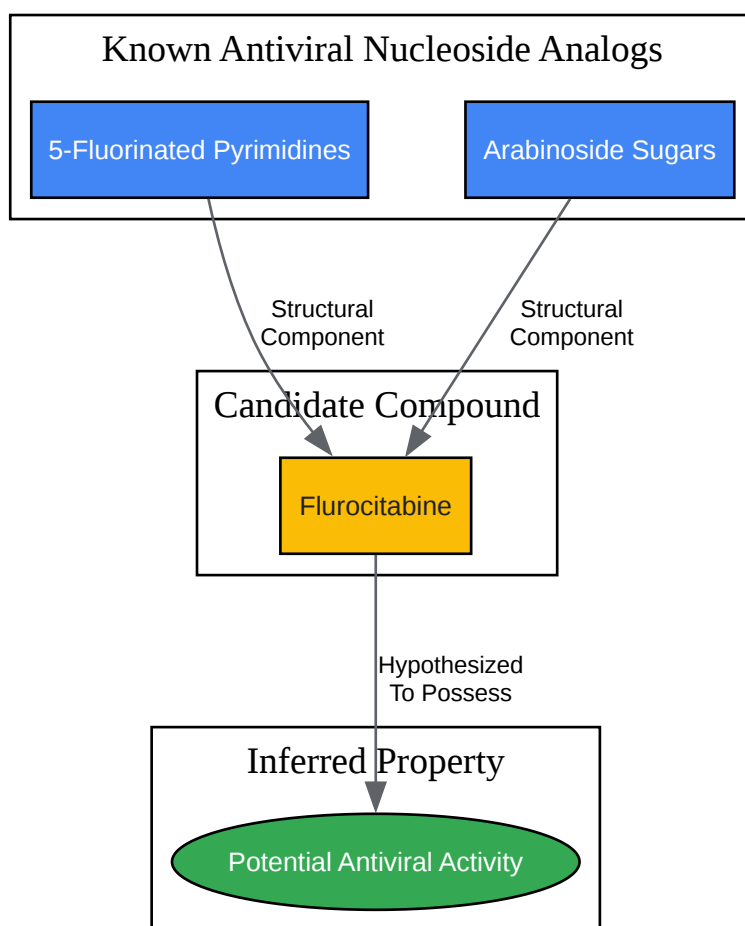 Known Antiviral Nucleoside Analogs
5-Fluorinated Pyrimidines
Arabinoside Sugars
Structural
Component
Structural
Component
Candidate Compound
Flurocitabine
Hypothesized
To Possess
Inferred Property
Potential Antiviral Activity